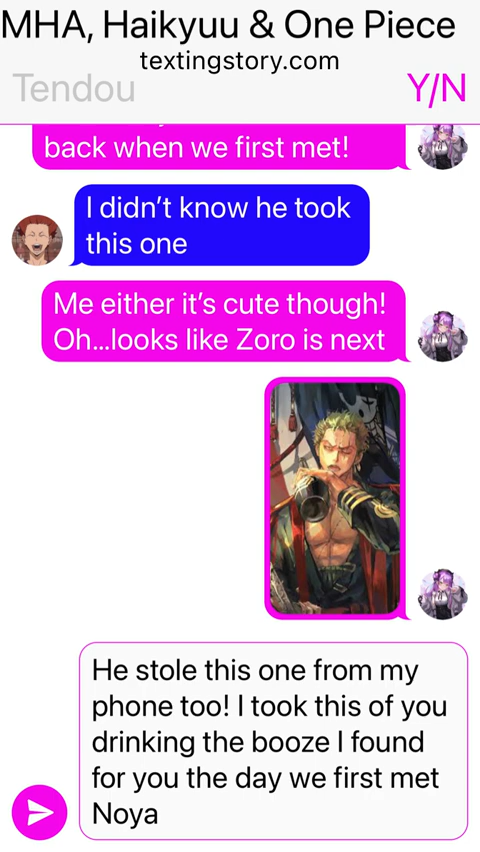 MHA, Haikyuu & One Piece
textingstory.com
Tendou
Y/N
back when we first met!
I didn't know he took
this one
Me either it's cute though!
Oh...looks like Zoro is next
He stole this one from my
phone too! I took this of you
drinking the booze I found
for you the day we first met
Noya